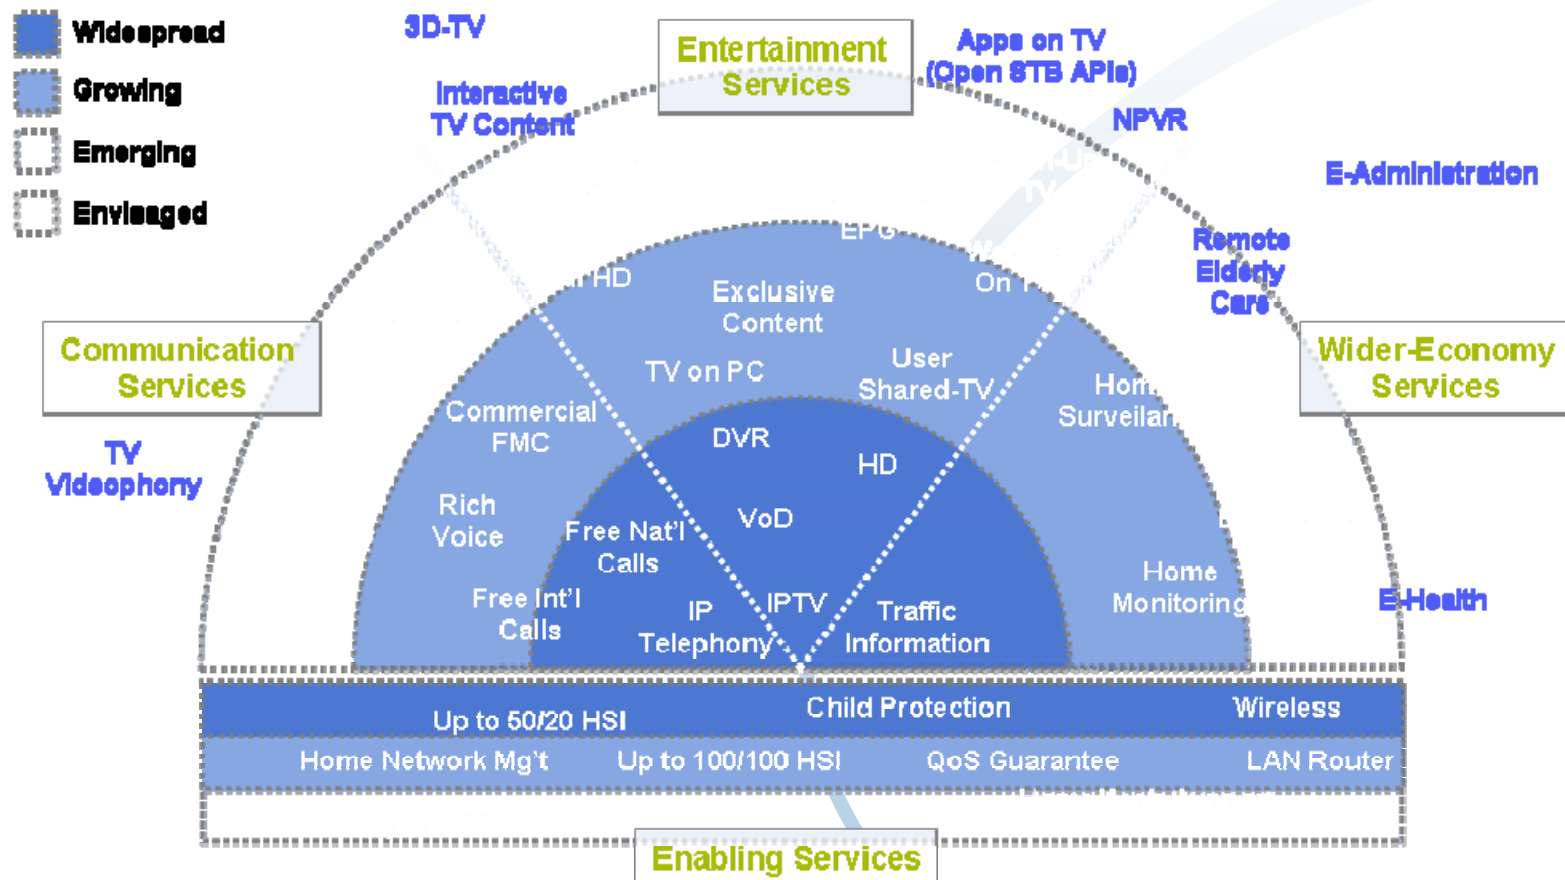 Widespread
Growing
Emerging
Envisaged
3D-TV
Interactive
TV Content
Entertainment
Services
Apps on TV
(Open STB APIs)
NPVR
E-Administration
Remote
Elderly
Care
Communication
Services
Wider-Economy
Services
TV
Videophony
E-Health
EPG
HD
On
Exclusive
Content
TV on PC
User
Shared-TV
Commercial
FMC
Rich
Voice
Free Int'l
Calls
Home
Monitoring
DVR
HD
VoD
Free Nat'l
Calls
IP
Telephony
IPTV
Traffic
Information
Up to 50/20 HSI
Child Protection
Wireless
Home Network Mg't
Up to 100/100 HSI
QoS Guarantee
LAN Router
Enabling Services